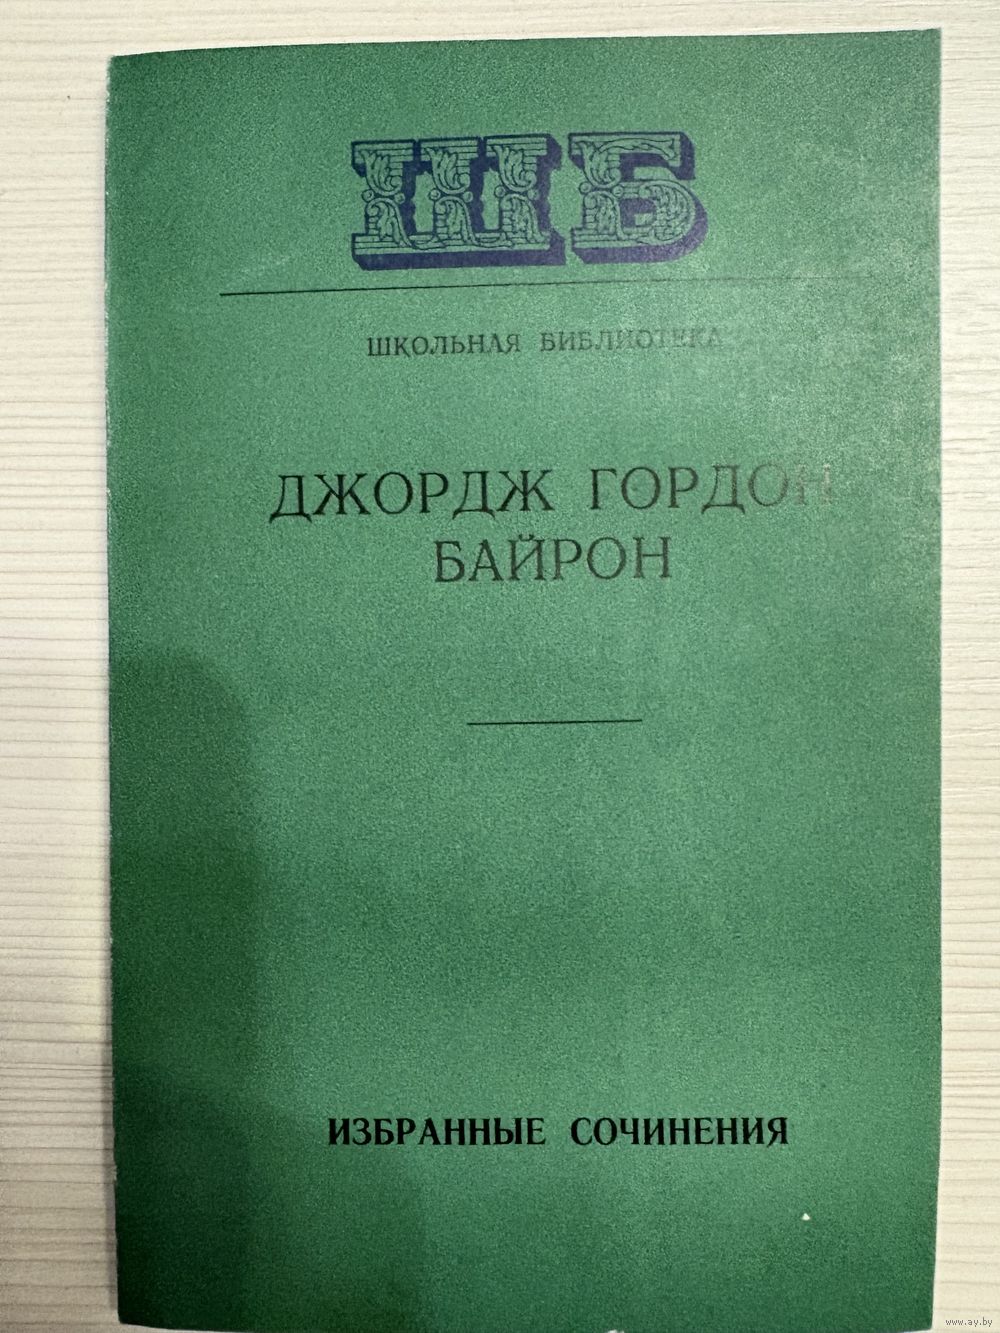 ШБ
ШКОЛЬНАЯ БИБЛИОТЕКА
ДЖОРДЖ ГОРДОН
БАЙРОН
ИЗБРАННЫЕ СОЧИНЕНИЯ
www.ay.by